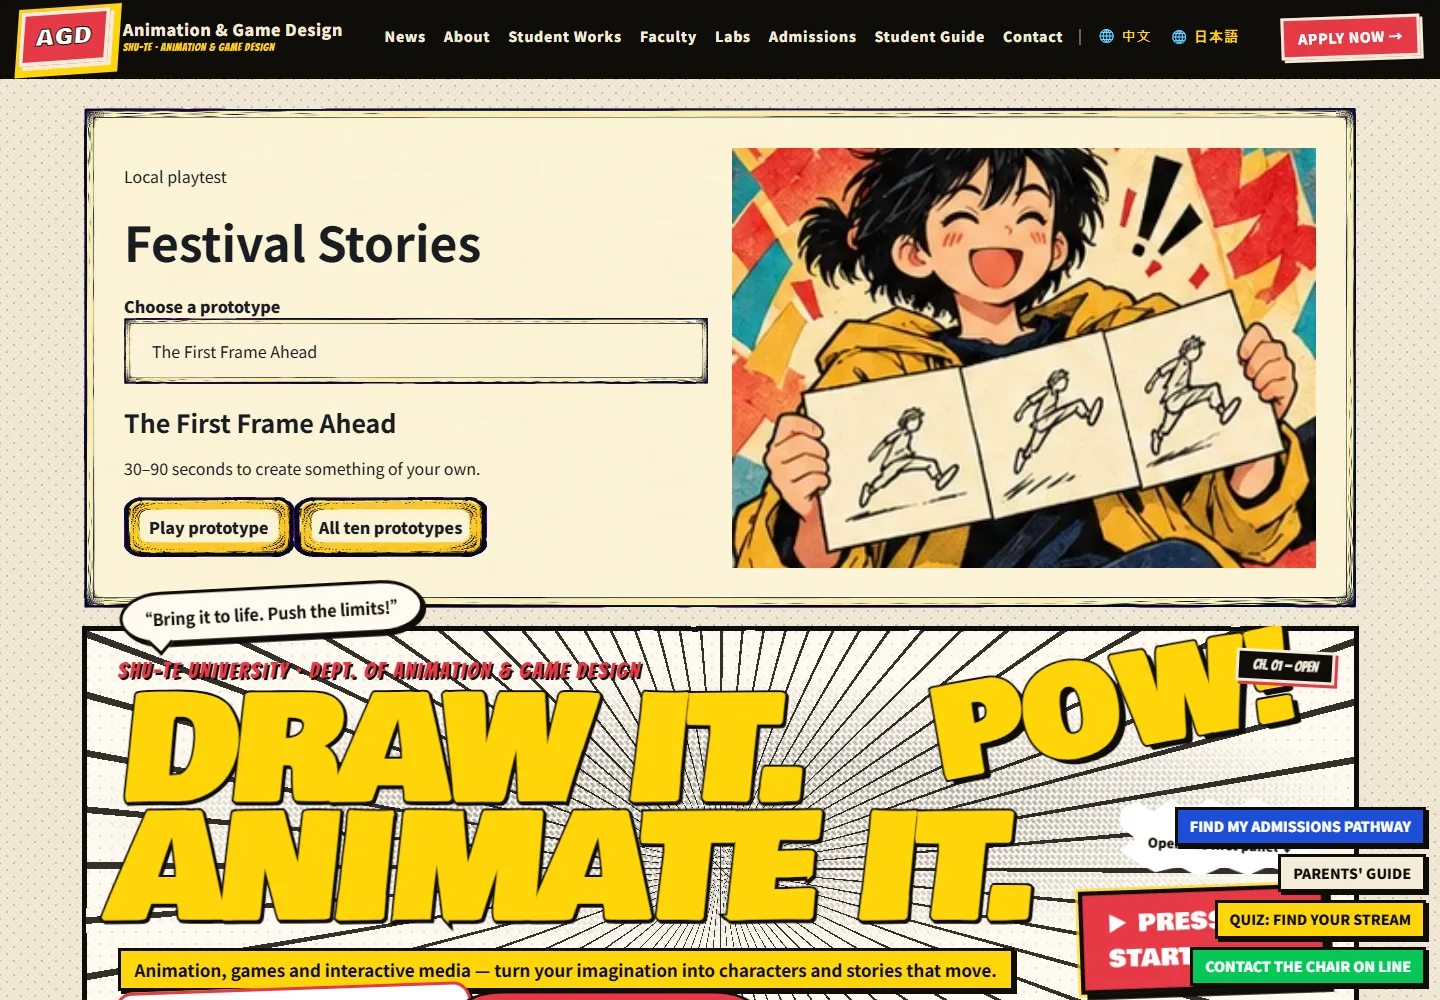 AGD
Animation & Game Design
SHU-TE · ANIMATION & GAME DESIGN
News
About
Student Works
Faculty
Labs
Admissions
Student Guide
Contact
中文
日本語
APPLY NOW →
Local playtest
Festival Stories
Choose a prototype
The First Frame Ahead
The First Frame Ahead
30–90 seconds to create something of your own.
Play prototype
All ten prototypes
“Bring it to life. Push the limits!”
SHU-TE UNIVERSITY · DEPT. OF ANIMATION & GAME DESIGN
CH. 01 — OPEN
POW!
DRAW IT.
ANIMATE IT.
FIND MY ADMISSIONS PATHWAY
PARENTS' GUIDE
▶ PRESS
START
QUIZ: FIND YOUR STREAM
CONTACT THE CHAIR ON LINE
Animation, games and interactive media — turn your imagination into characters and stories that move.